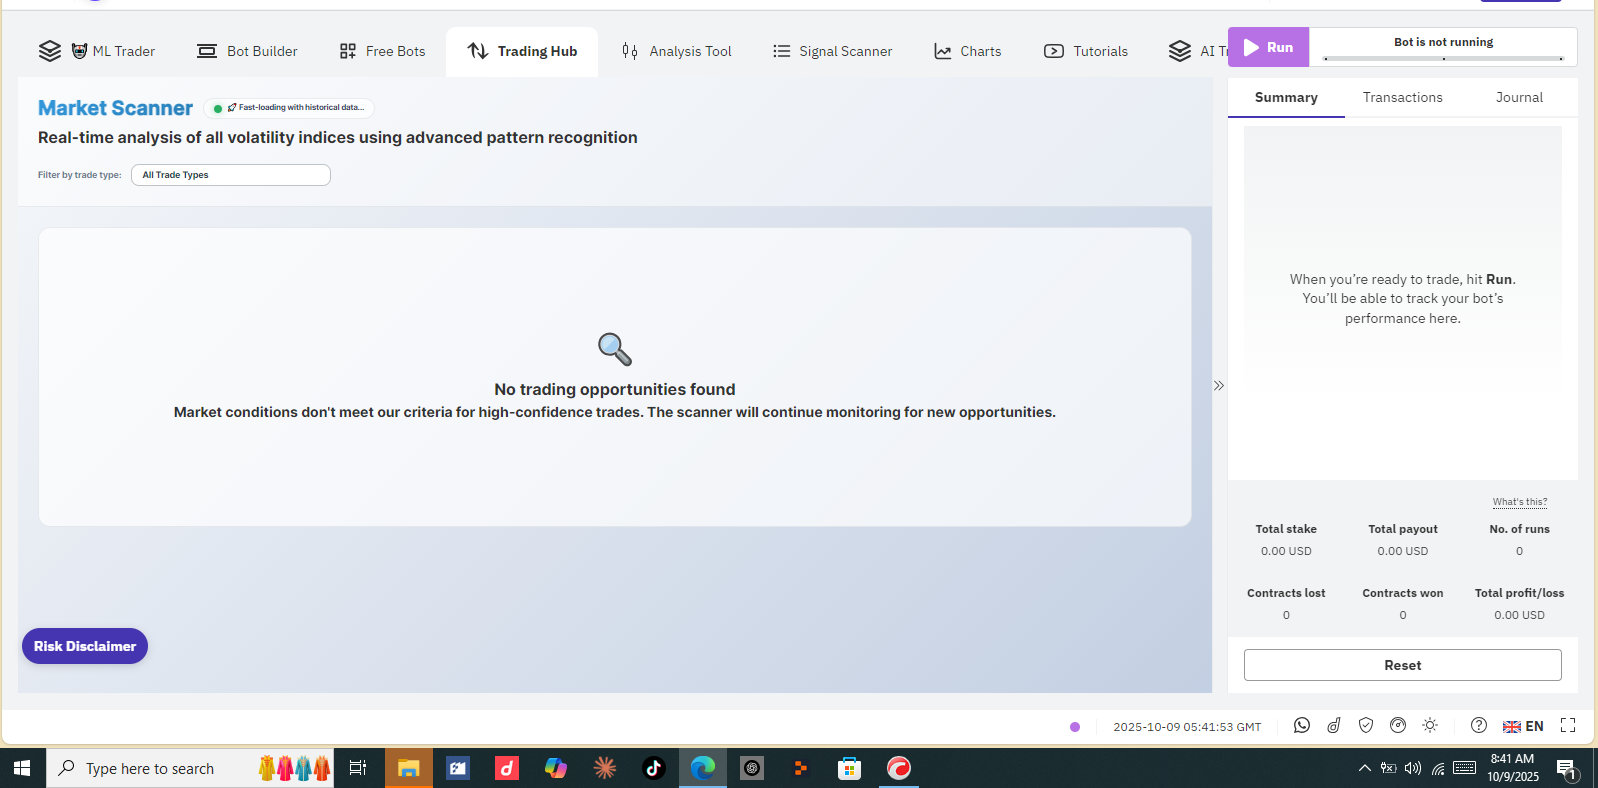 ML Trader
Bot Builder
Free Bots
Trading Hub
Analysis Tool
Signal Scanner
Charts
Tutorials
Run
Bot is not running
Market Scanner
Fast-loading with historical data...
Real-time analysis of all volatility indices using advanced pattern recognition
Filter by trade type:
All Trade Types
Summary
Transactions
Journal
No trading opportunities found
Market conditions don't meet our criteria for high-confidence trades. The scanner will continue monitoring for new opportunities.
When you're ready to trade, hit Run.
You'll be able to track your bot's
performance here.
What's this?
Total stake
Total payout
No. of runs
0.00 USD
0.00 USD
0
Contracts lost
Contracts won
Total profit/loss
0
0
0.00 USD
Risk Disclaimer
Reset
2025-10-09 05:41:53 GMT
EN
Type here to search
8:41 AM
10/9/2025
1